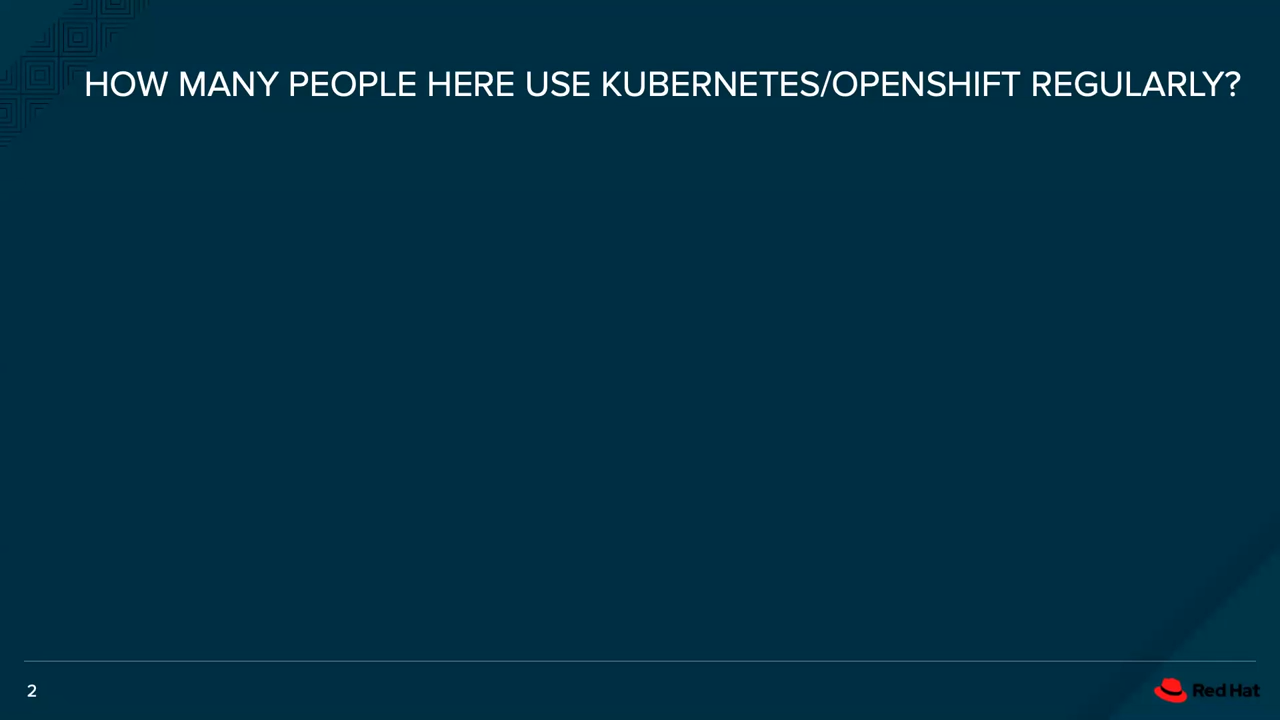 HOW MANY PEOPLE HERE USE KUBERNETES/OPENSHIFT REGULARLY?
2
Red Hat